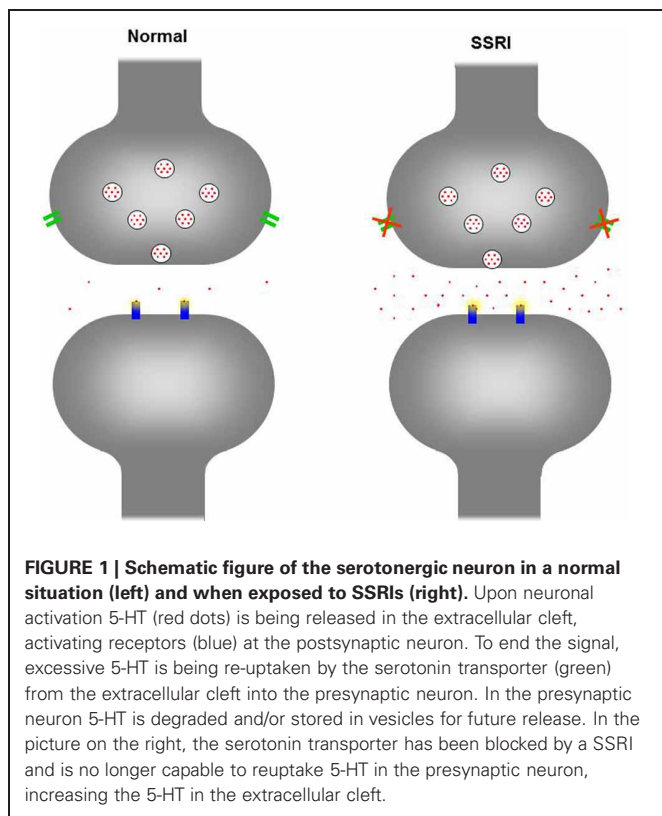 Normal
SSRI
FIGURE 1 | Schematic figure of the serotonergic neuron in a normal
situation (left) and when exposed to SSRIs (right). Upon neuronal
activation 5-HT (red dots) is being released in the extracellular cleft,
activating receptors (blue) at the postsynaptic neuron. To end the signal,
excessive 5-HT is being re-uptaken by the serotonin transporter (green)
from the extracellular cleft into the presynaptic neuron. In the presynaptic
neuron 5-HT is degraded and/or stored in vesicles for future release. In the
picture on the right, the serotonin transporter has been blocked by a SSRI
and is no longer capable to reuptake 5-HT in the presynaptic neuron,
increasing the 5-HT in the extracellular cleft.